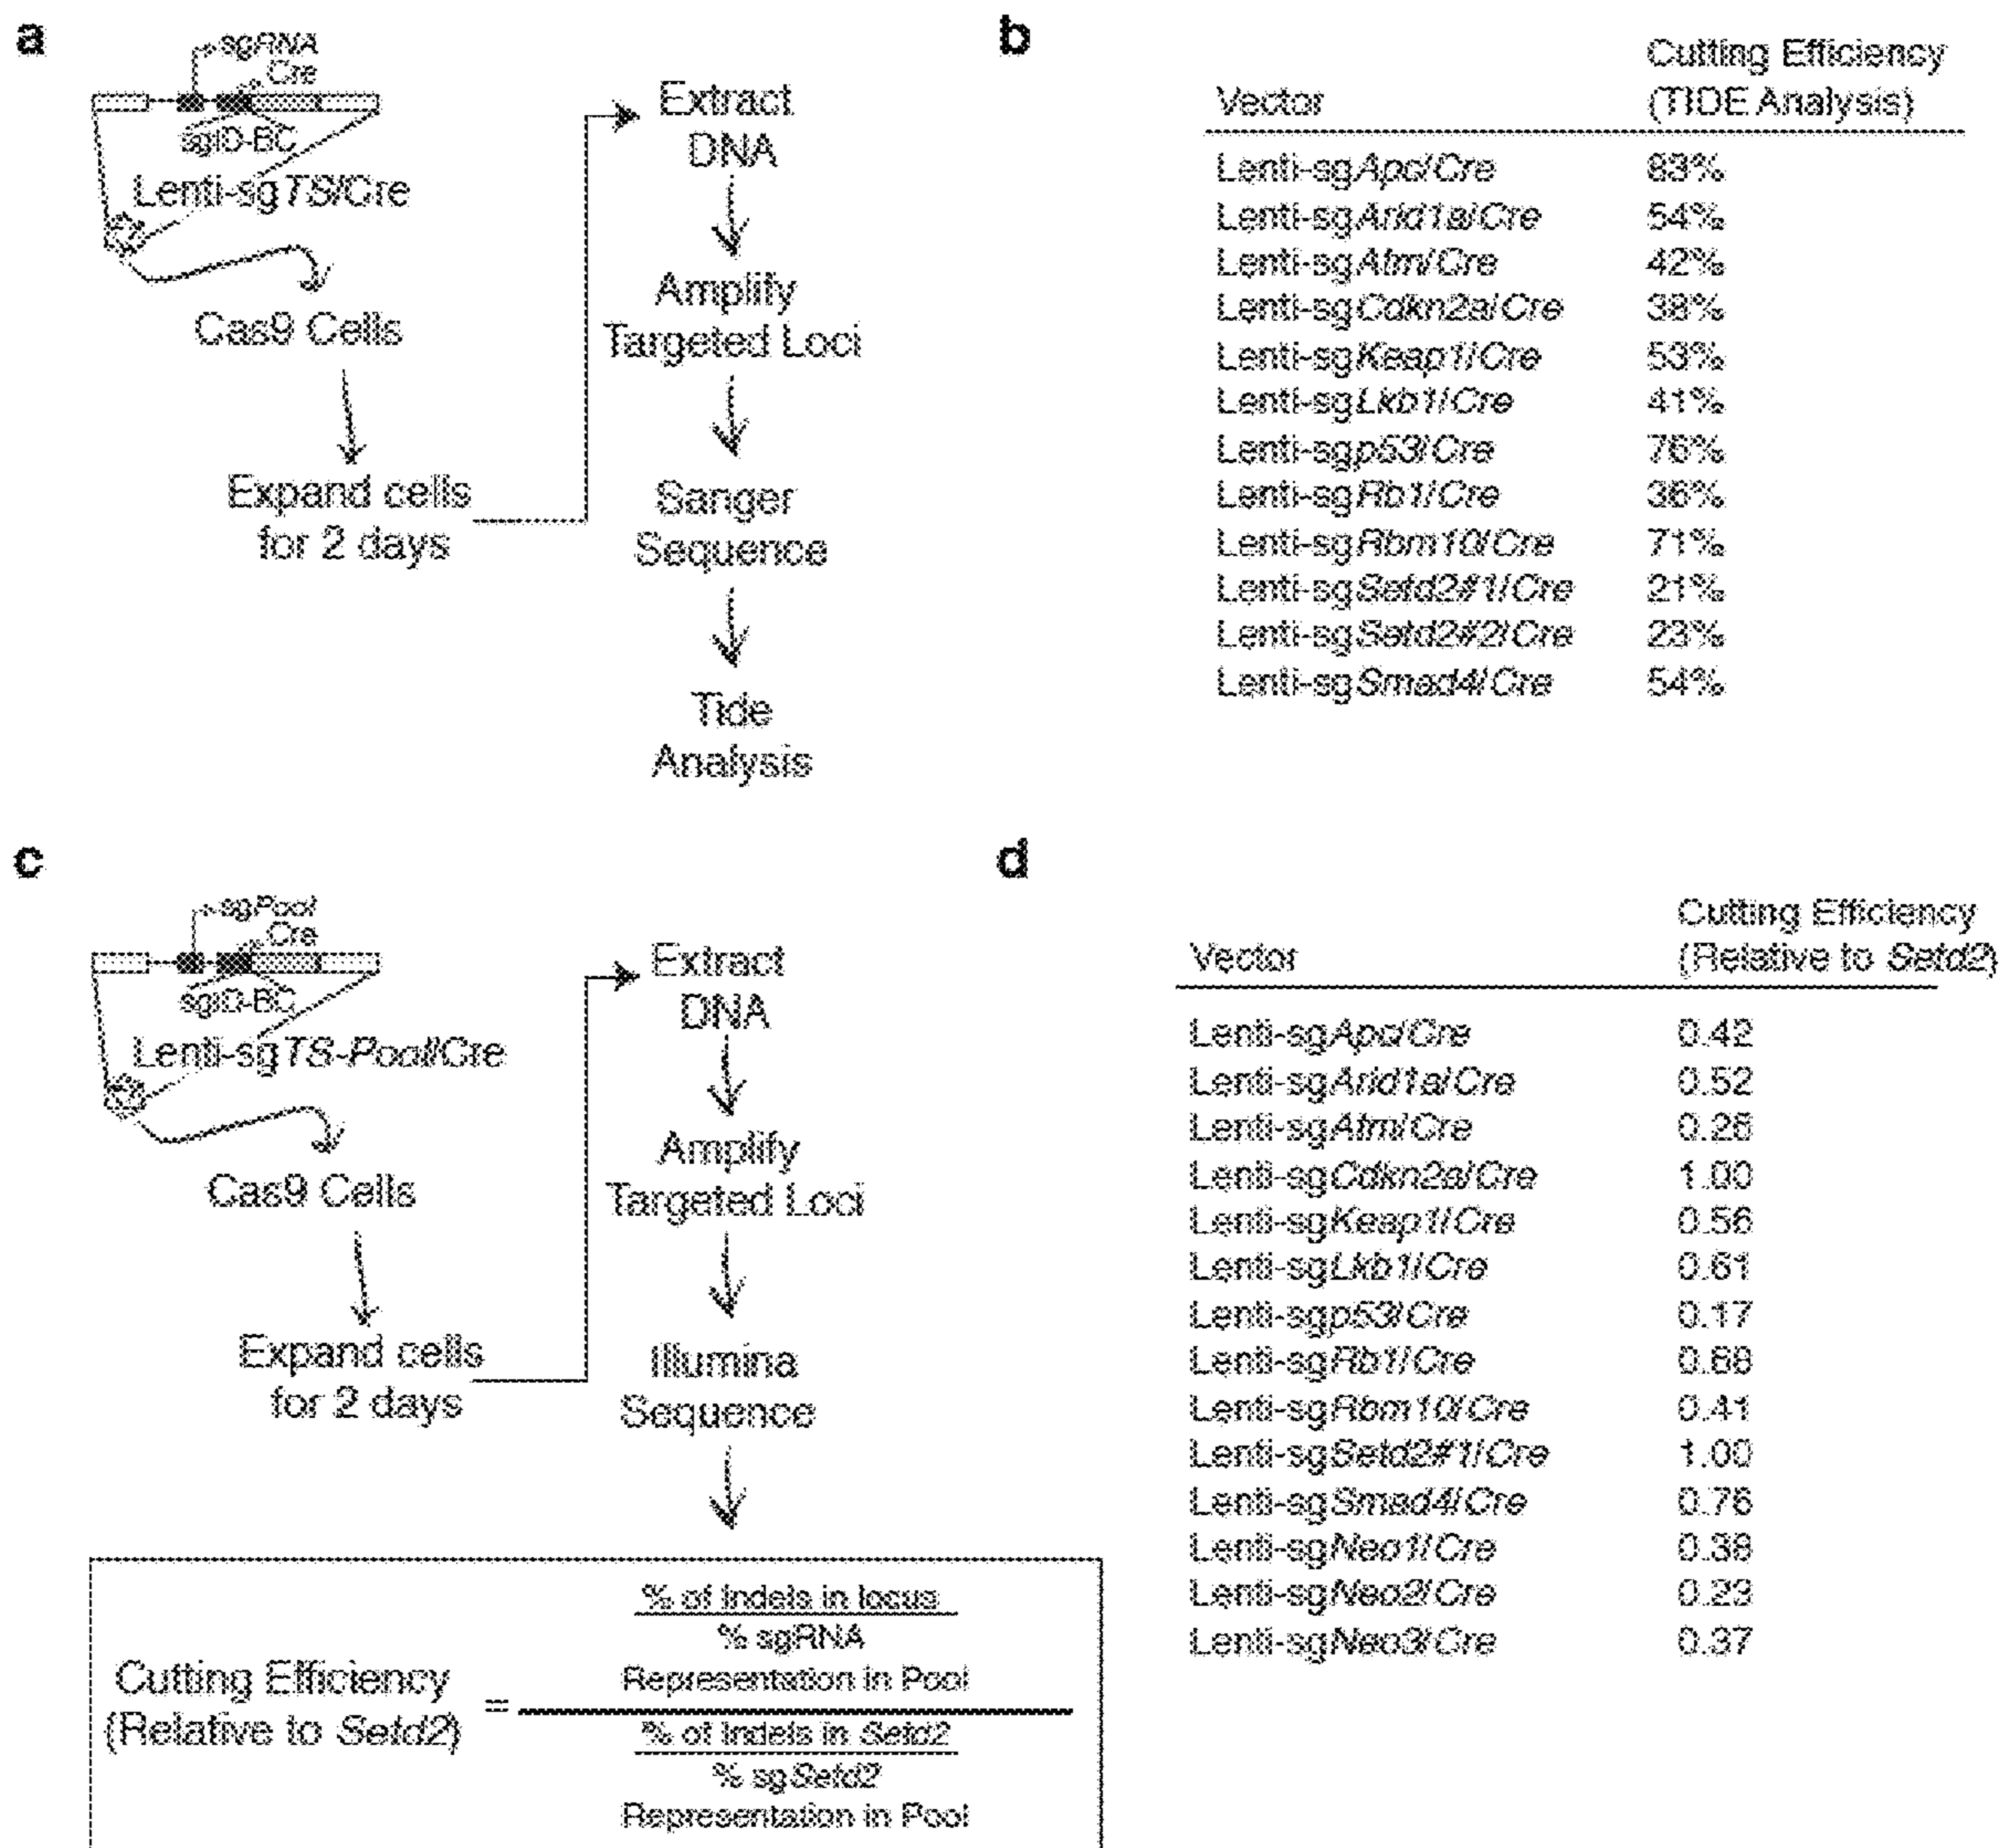 a
sgRNA
Cre
sgID-BC
Lenti-sgTS/Cre
Cas9 Cells
Expand cells
for 2 days
Extract
DNA
Amplify
Targeted Loci
Sanger
Sequence
Tide
Analysis
b
Vector
Cutting Efficiency
(TIDE Analysis)
Lenti-sgApc/Cre
Lenti-sgArid1a/Cre 54%
Lenti-sgAtm/Cre 42%
Lenti-sgCdkn2a/Cre 38%
Lenti-sgKeap1/Cre 53%
Lenti-sgLkb1/Cre 41%
Lenti-sgp53/Cre 76%
Lenti-sgRb1/Cre 36%
Lenti-sgRbm10/Cre 71%
Lenti-sgSetd2#1/Cre 21%
Lenti-sgSetd2#2/Cre 23%
Lenti-sgSmad4/Cre 54%
c
sgPool
Cre
sgID-BC
Lenti-sgTS-Pool/Cre
Cas9 Cells
Expand cells
for 2 days
Extract
DNA
Amplify
Targeted Loci
Illumina
Sequence
Cutting Efficiency
(Relative to Setd2)
=
% of Indels in locus
% sgRNA
Representation in Pool
% of Indels in Setd2
% sgSetd2
Representation in Pool
d
Vector
Cutting Efficiency
(Relative to Setd2)
Lenti-sgApc/Cre 0.42
Lenti-sgArid1a/Cre 0.52
Lenti-sgAtm/Cre
Lenti-sgCdkn2a/Cre 1.00
Lenti-sgKeap1/Cre 0.56
Lenti-sgLkb1/Cre 0.61
Lenti-sgp53/Cre 0.17
Lenti-sgRb1/Cre
Lenti-sgRbm10/Cre 0.41
Lenti-sgSetd2#1/Cre 1.00
Lenti-sgSmad4/Cre 0.76
Lenti-sgNeo1/Cre
Lenti-sgNeo2/Cre 0.23
Lenti-sgNeo3/Cre 0.37